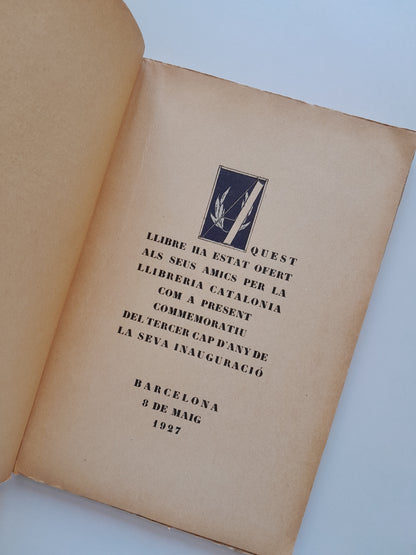 AQUEST
LLIBRE HA ESTAT OFERT
ALS SEUS AMICS PER LA
LLIBRERIA CATALONIA
COM A PRESENT
COMMEMORATIU
DEL TERCER CAP D'ANY DE
LA SEVA INAUGURACIÓ
BARCELONA
8 DE MAIG
1927